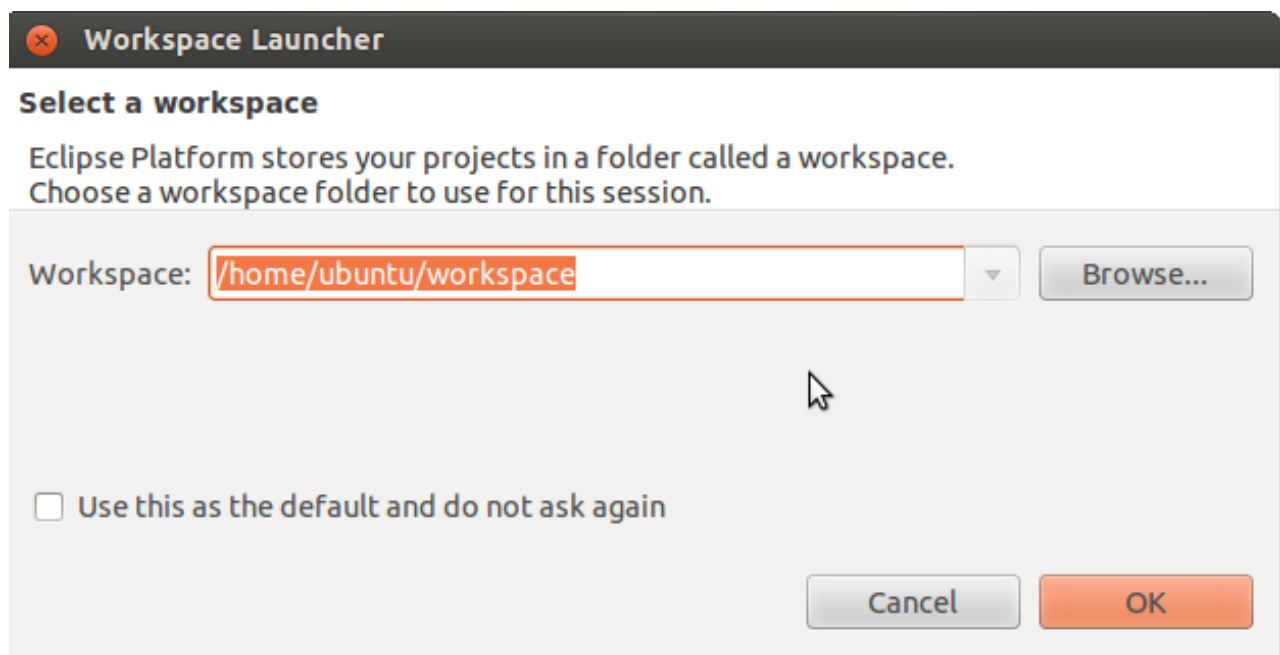 Workspace Launcher
Select a workspace
Eclipse Platform stores your projects in a folder called a workspace.
Choose a workspace folder to use for this session.
Workspace: /home/ubuntu/workspace Browse...
Use this as the default and do not ask again
Cancel OK